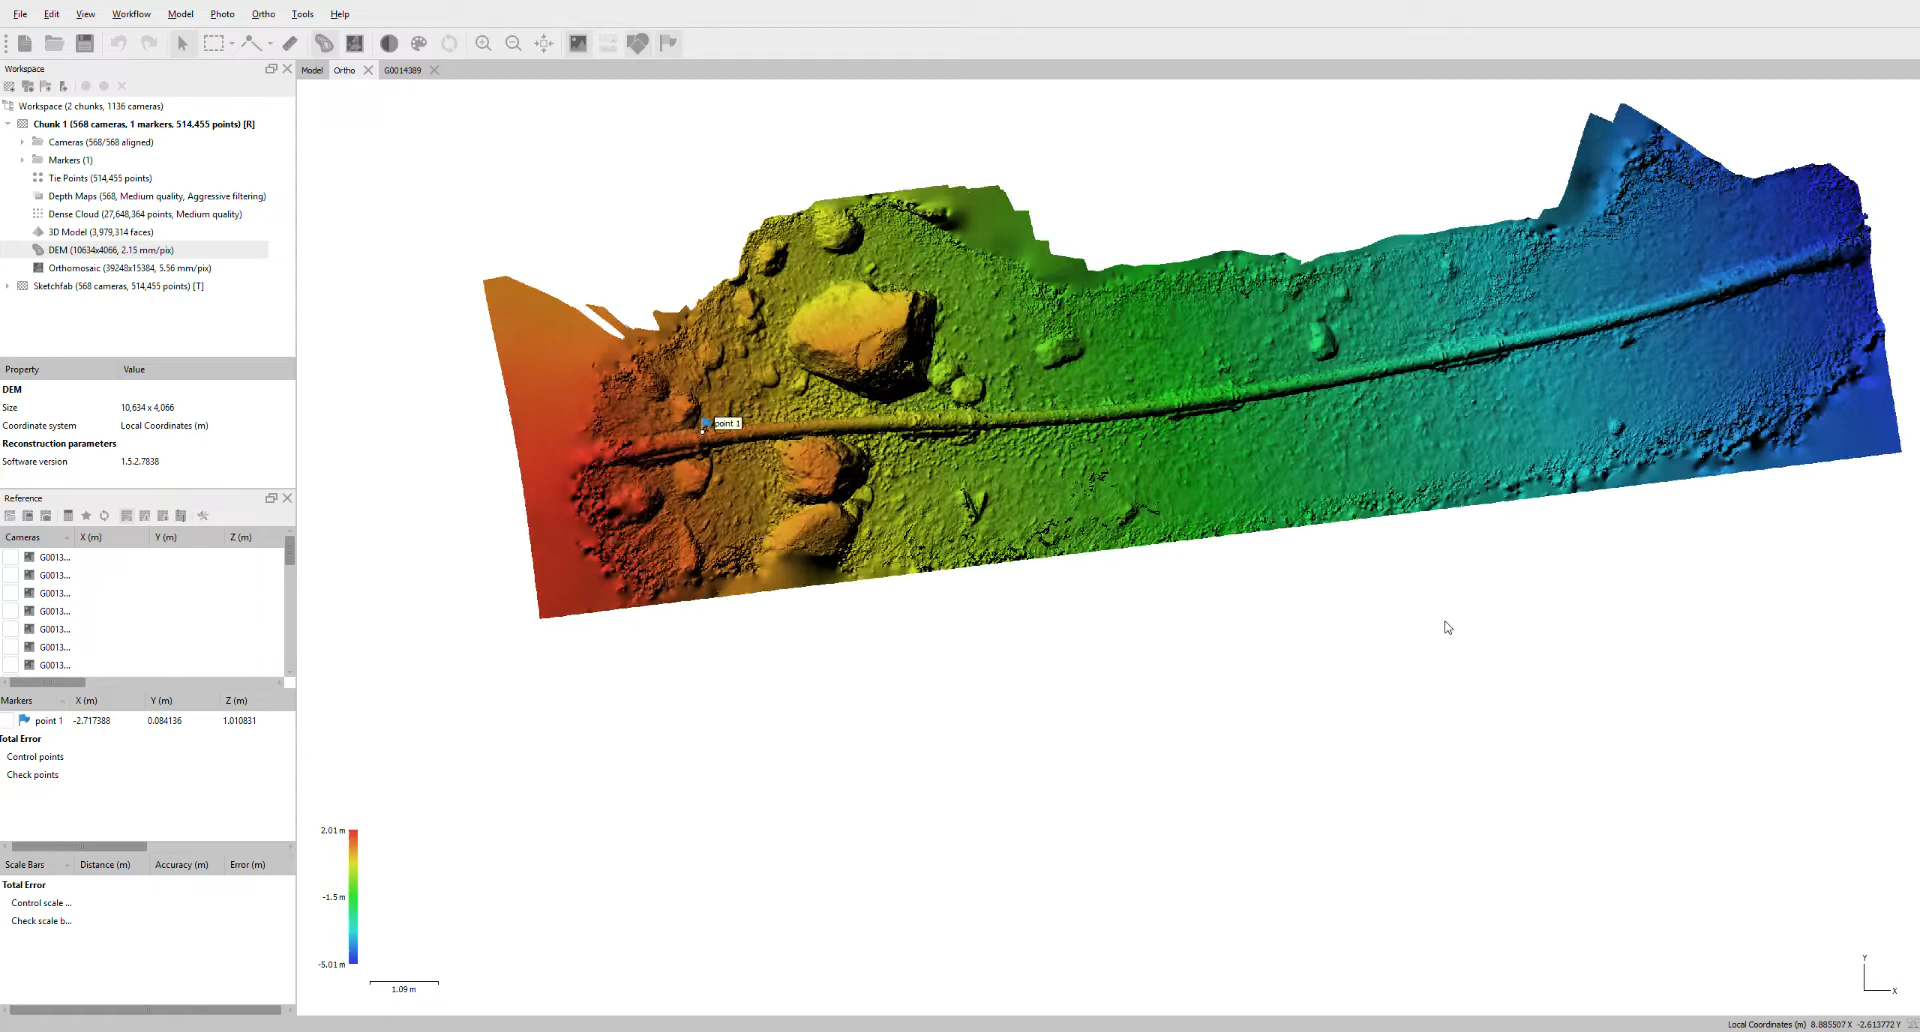 File Edit View Workflow Model Photo Ortho Tools Help
Workspace
Model Ortho G0014389
Workspace (2 chunks, 1136 cameras)
Chunk 1 (568 cameras, 1 markers, 514,455 points) [R]
Cameras (568/568 aligned)
Markers (1)
Tie Points (514,455 points)
Depth Maps (568, Medium quality, Aggressive filtering)
Dense Cloud (27,648,364 points, Medium quality)
3D Model (3,979,314 faces)
DEM (10634x4066, 2.15 mm/pix)
Orthomosaic (39248x15384, 5.56 mm/pix)
Sketchfab (568 cameras, 514,455 points) [T]
Property Value
DEM
Size 10,634 x 4,066
Coordinate system Local Coordinates (m)
Reconstruction parameters
Software version 1.5.2.7838
Reference
Cameras X (m) Y (m) Z (m)
G0013...
G0013...
G0013...
G0013...
G0013...
G0013...
G0013...
Markers X (m) Y (m) Z (m)
point 1 -2.717388 0.084136 1.010831
Total Error
Control points
Check points
Scale Bars Distance (m) Accuracy (m) Error (m)
Total Error
Control scale ...
Check scale b...
point 1
2.01 m
-1.5 m
-5.01 m
1.09 m
Y
X
Local Coordinates (m) 8.885507 X -2.613772 Y